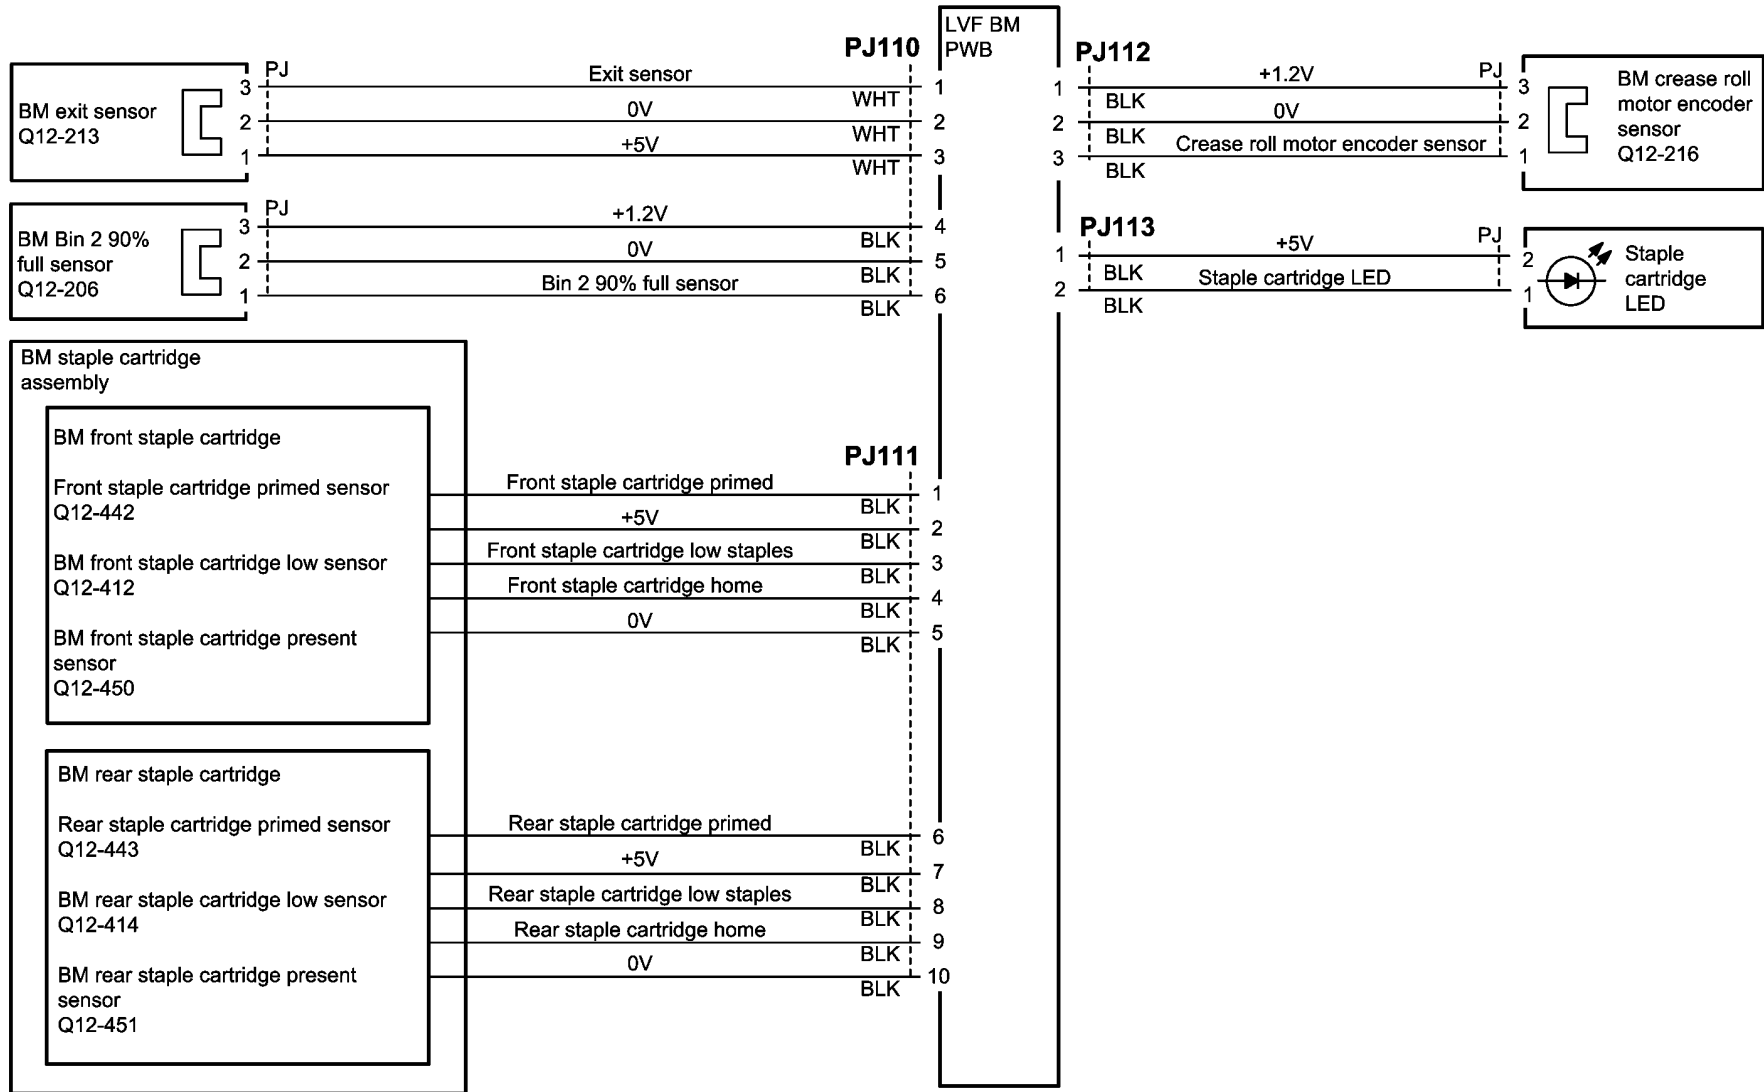 LVF BM
PWB
PJ110
BM exit sensor
Q12-213
PJ
3 Exit sensor WHT 1
2 0V WHT 2
1 +5V WHT 3
BM Bin 2 90%
full sensor
Q12-206
PJ
3 +1.2V BLK 4
2 0V BLK 5
1 Bin 2 90% full sensor BLK 6
BM staple cartridge
assembly
BM front staple cartridge
Front staple cartridge primed sensor
Q12-442
BM front staple cartridge low sensor
Q12-412
BM front staple cartridge present
sensor
Q12-450
PJ111
Front staple cartridge primed BLK 1
+5V BLK 2
Front staple cartridge low staples BLK 3
Front staple cartridge home BLK 4
0V BLK 5
BM rear staple cartridge
Rear staple cartridge primed sensor
Q12-443
BM rear staple cartridge low sensor
Q12-414
BM rear staple cartridge present
sensor
Q12-451
Rear staple cartridge primed BLK 6
+5V BLK 7
Rear staple cartridge low staples BLK 8
Rear staple cartridge home BLK 9
0V BLK 10
PJ112
PJ
1 BLK +1.2V 3
2 BLK 0V 2
3 BLK Crease roll motor encoder sensor 1
BM crease roll
motor encoder
sensor
Q12-216
PJ113
PJ
1 BLK +5V 2
2 BLK Staple cartridge LED 1
Staple
cartridge
LED